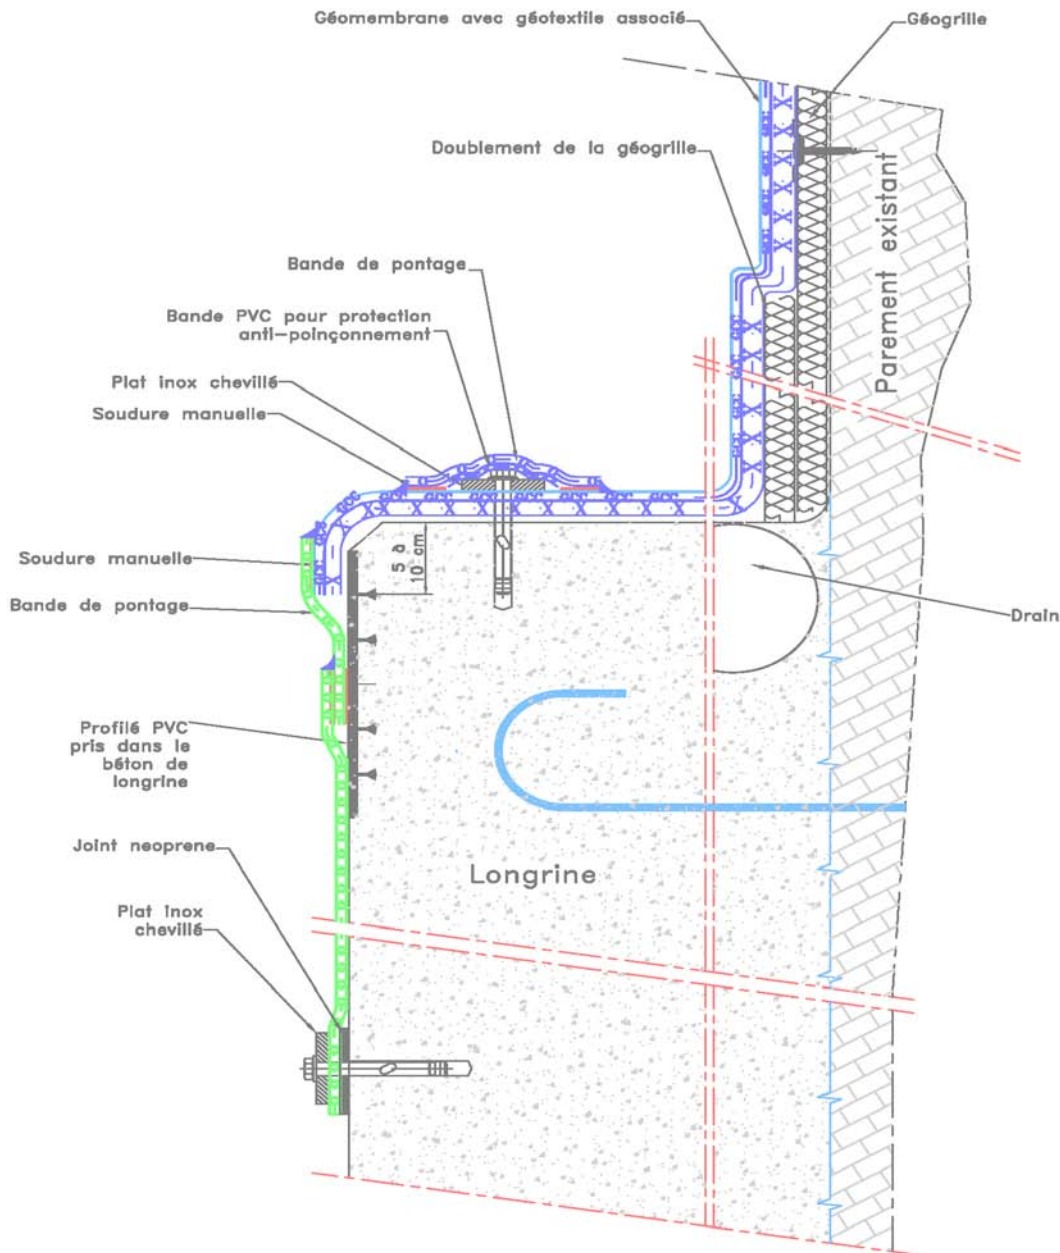 Géomembrane avec géotextile associé
Géogrille
Doublement de la géogrille
Parement existant
Bande de pontage
Bande PVC pour protection
anti-poinçonnement
Plat inox chevillé
Soudure manuelle
5 à
10 cm
Soudure manuelle
Bande de pontage
Drain
Profilé PVC
pris dans le
béton de
longrine
Joint neoprene
Longrine
Plat inox
chevillé